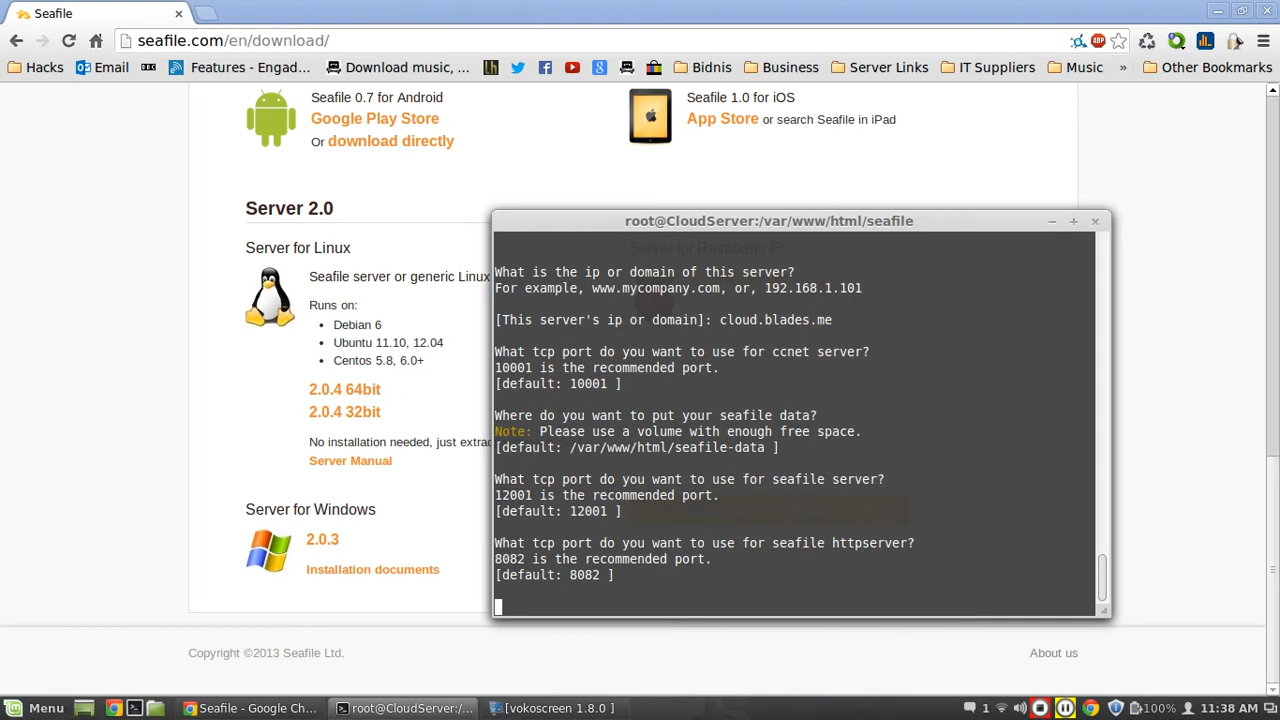 Seafile
seafile.com/en/download/
Hacks
Email
Features - Engad...
Download music, ...
Bidnis
Business
Server Links
IT Suppliers
Music
»
Other Bookmarks
Seafile 0.7 for Android
Google Play Store
Or download directly
Seafile 1.0 for iOS
App Store or search Seafile in iPad
Server 2.0
Server for Linux
Seafile server or generic Linux
Runs on:
• Debian 6
• Ubuntu 11.10, 12.04
• Centos 5.8, 6.0+
2.0.4 64bit
2.0.4 32bit
No installation needed, just extrac
Server Manual
Server for Windows
2.0.3
Installation documents
root@CloudServer:/var/www/html/seafile
What is the ip or domain of this server?
For example, www.mycompany.com, or, 192.168.1.101
[This server's ip or domain]: cloud.blades.me
What tcp port do you want to use for ccnet server?
10001 is the recommended port.
[default: 10001 ]
Where do you want to put your seafile data?
Note: Please use a volume with enough free space.
[default: /var/www/html/seafile-data ]
What tcp port do you want to use for seafile server?
12001 is the recommended port.
[default: 12001 ]
What tcp port do you want to use for seafile httpserver?
8082 is the recommended port.
[default: 8082 ]
Copyright ©2013 Seafile Ltd.
About us
Menu
Seafile - Google Ch...
root@CloudServer:/...
[vokoscreen 1.8.0 ]
1
100%
11:38 AM